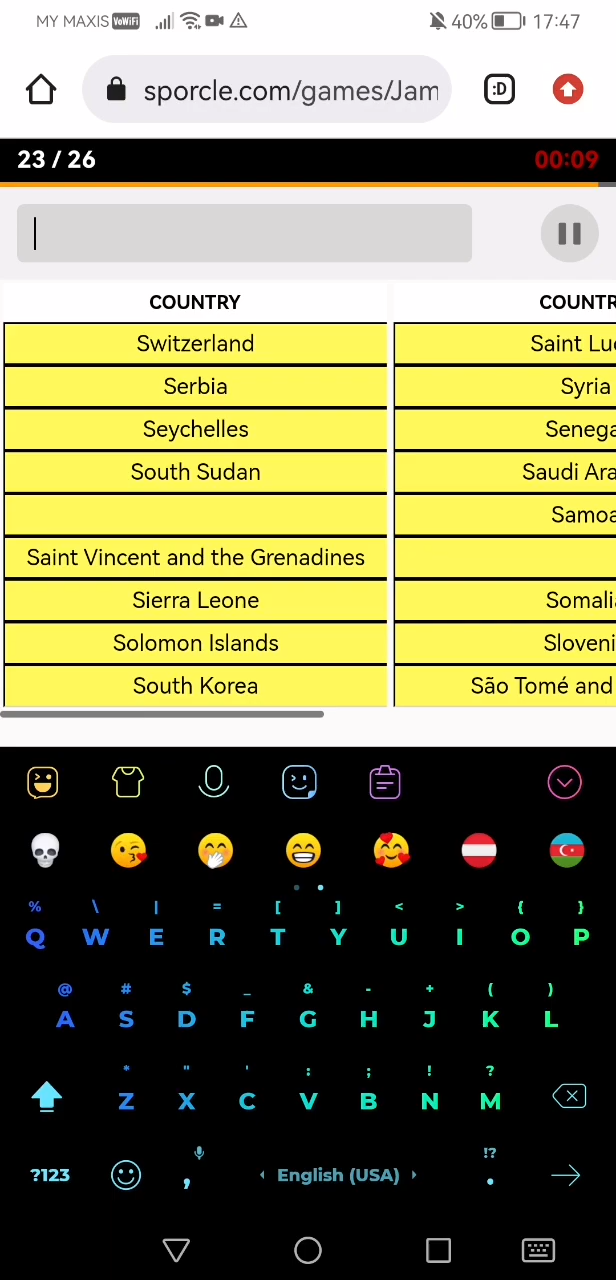 MY MAXIS VoWiFi 40% 17:47
:D
sporcle.com/games/Jam
23 / 26 00:09
COUNTRY COUNTR
Switzerland Saint Luc
Serbia Syria
Seychelles Senega
South Sudan Saudi Ara
Samoa
Saint Vincent and the Grenadines
Sierra Leone Somali
Solomon Islands Sloveni
South Korea São Tomé and
% \ | = [ ] < > { }
Q W E R T Y U I O P
@ # $ _ & - + ( )
A S D F G H J K L
* " ' : ; ! ?
Z X C V B N M
!?
?123 , English (USA) .